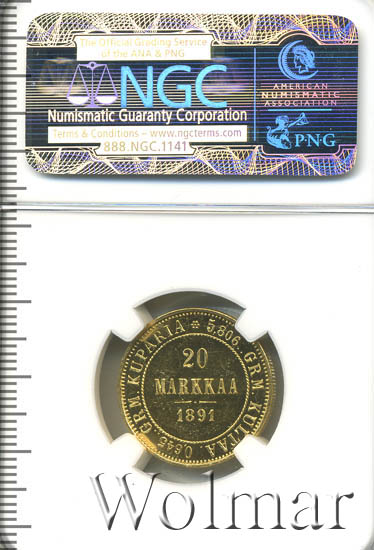 The Official Grading Service
of the ANA & PNG
NGC
Numismatic Guaranty Corporation
Terms & Conditions – www.ngcterms.com
888.NGC.1141
AMERICAN
NUMISMATIC
ASSOCIATION
PNG
0,645. GRM. KUPARIA * 5,806. GRM. KULTAA.
20
MARKKAA
1891
Wolmar